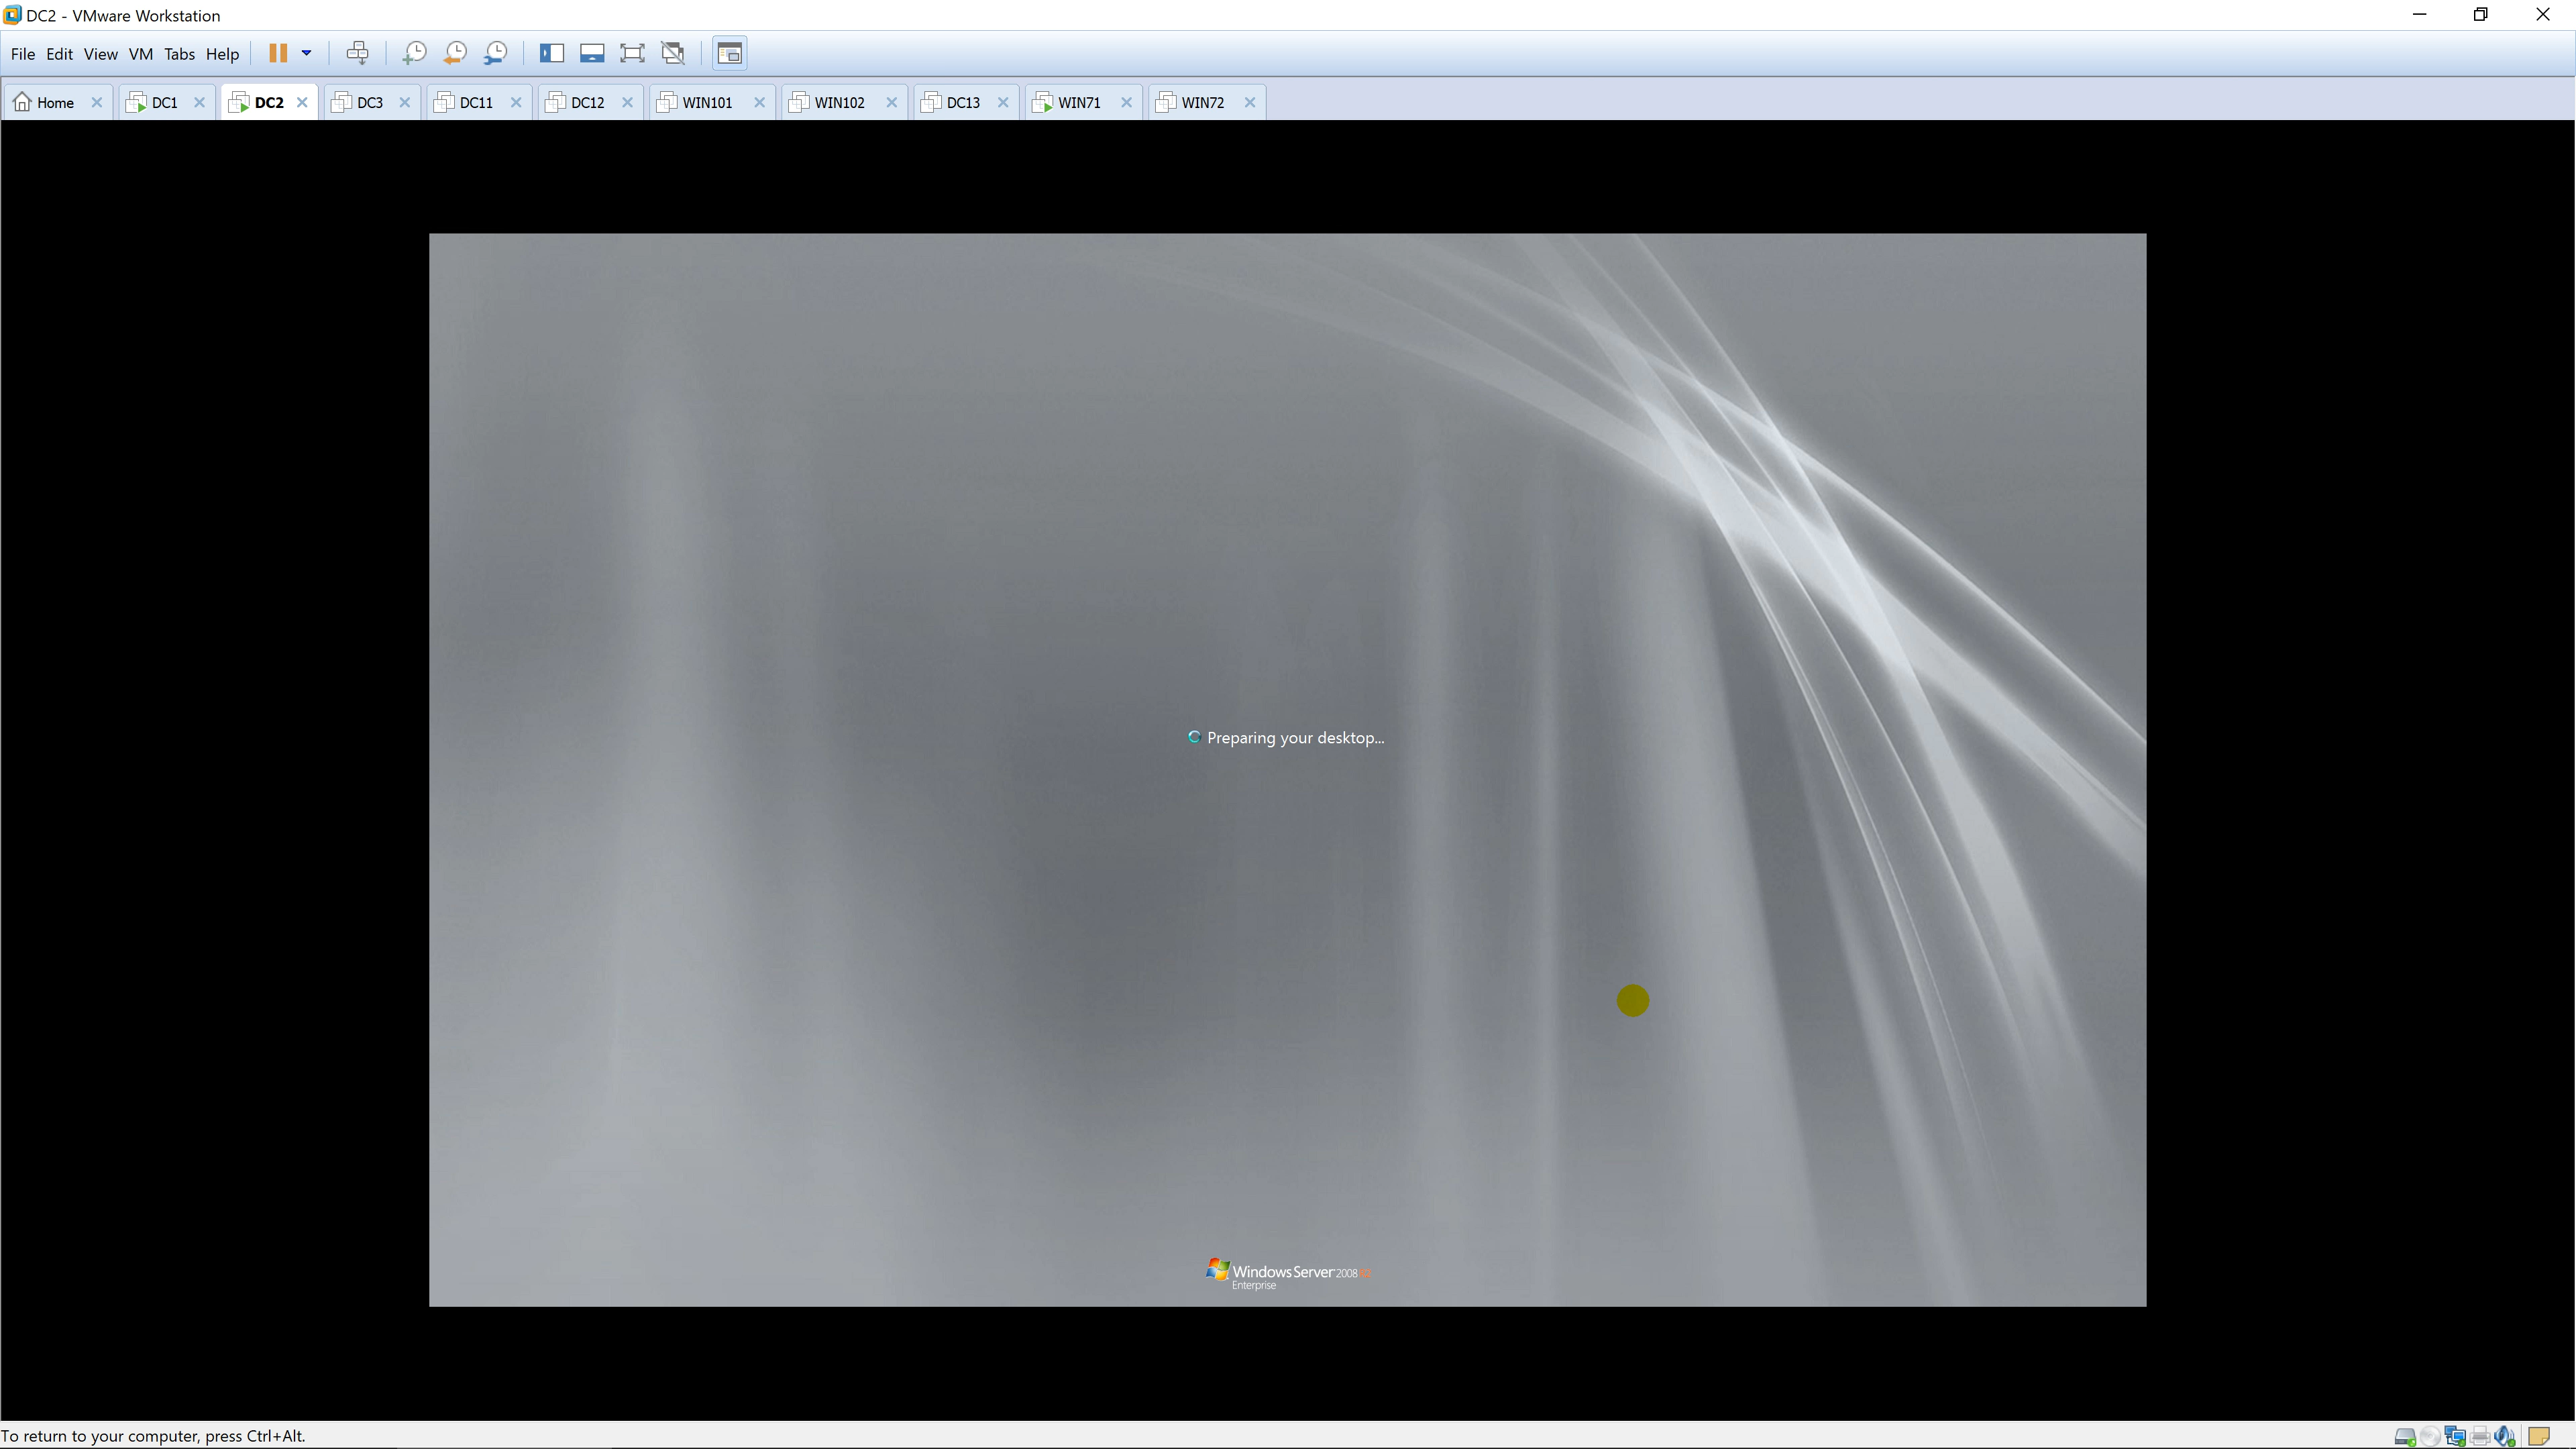 DC2 - VMware Workstation
File Edit View VM Tabs Help
Home DC1 DC2 DC3 DC11 DC12 WIN101 WIN102 DC13 WIN71 WIN72
Preparing your desktop...
Windows Server 2008 R2
Enterprise
To return to your computer, press Ctrl+Alt.